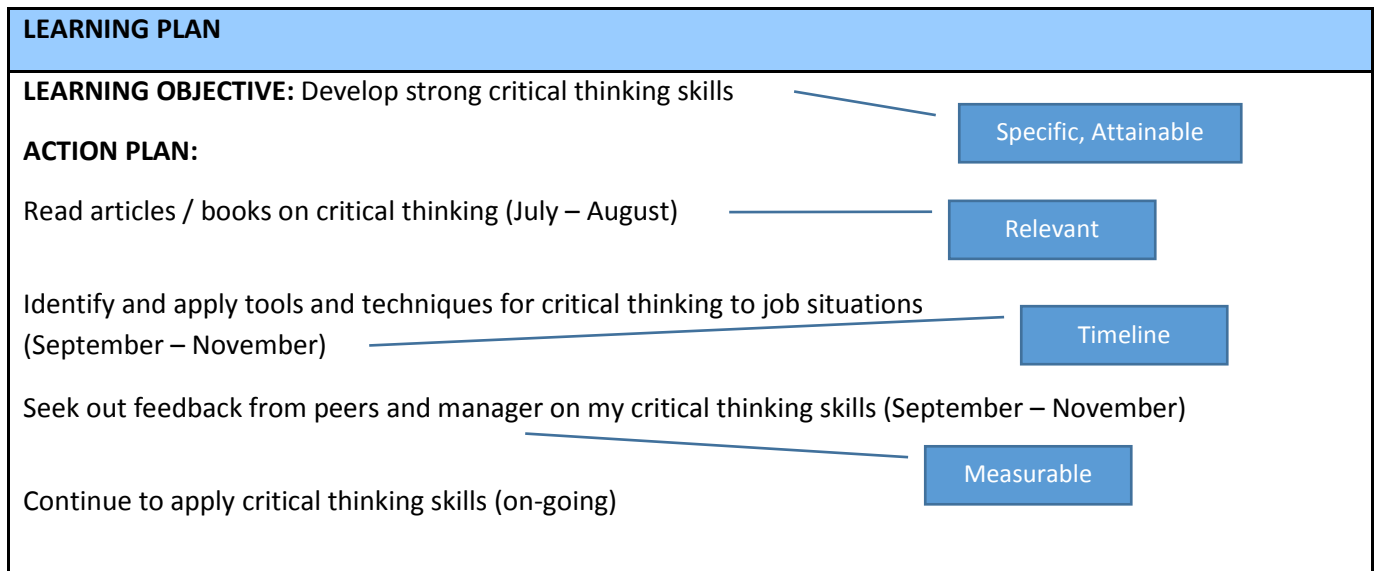 LEARNING PLAN
LEARNING OBJECTIVE: Develop strong critical thinking skills
Specific, Attainable
ACTION PLAN:
Read articles / books on critical thinking (July – August)
Relevant
Identify and apply tools and techniques for critical thinking to job situations
(September – November)
Timeline
Seek out feedback from peers and manager on my critical thinking skills (September – November)
Measurable
Continue to apply critical thinking skills (on-going)